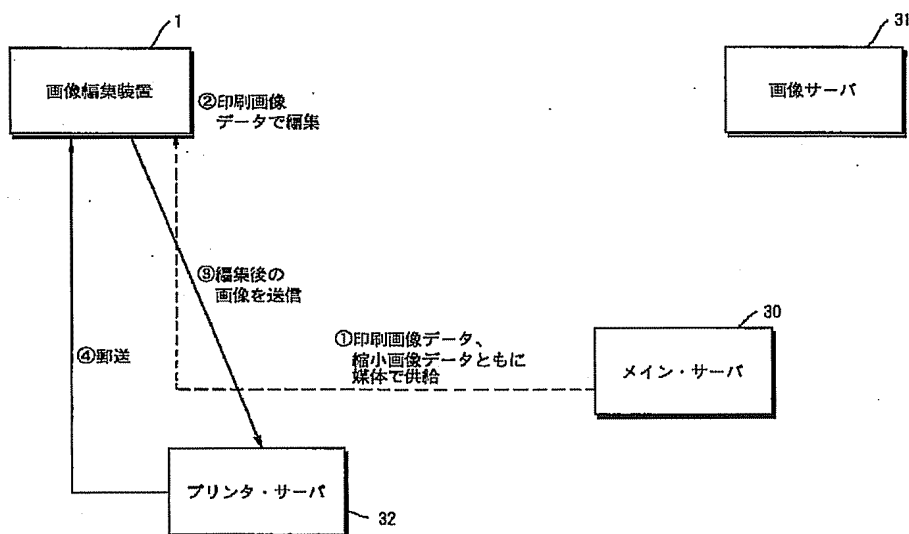 1
画像編集装置
31
画像サーバ
②印刷画像
データで編集
③編集後の
画像を送信
④郵送
①印刷画像データ、
縮小画像データともに
媒体で供給
30
メイン・サーバ
プリンタ・サーバ
32